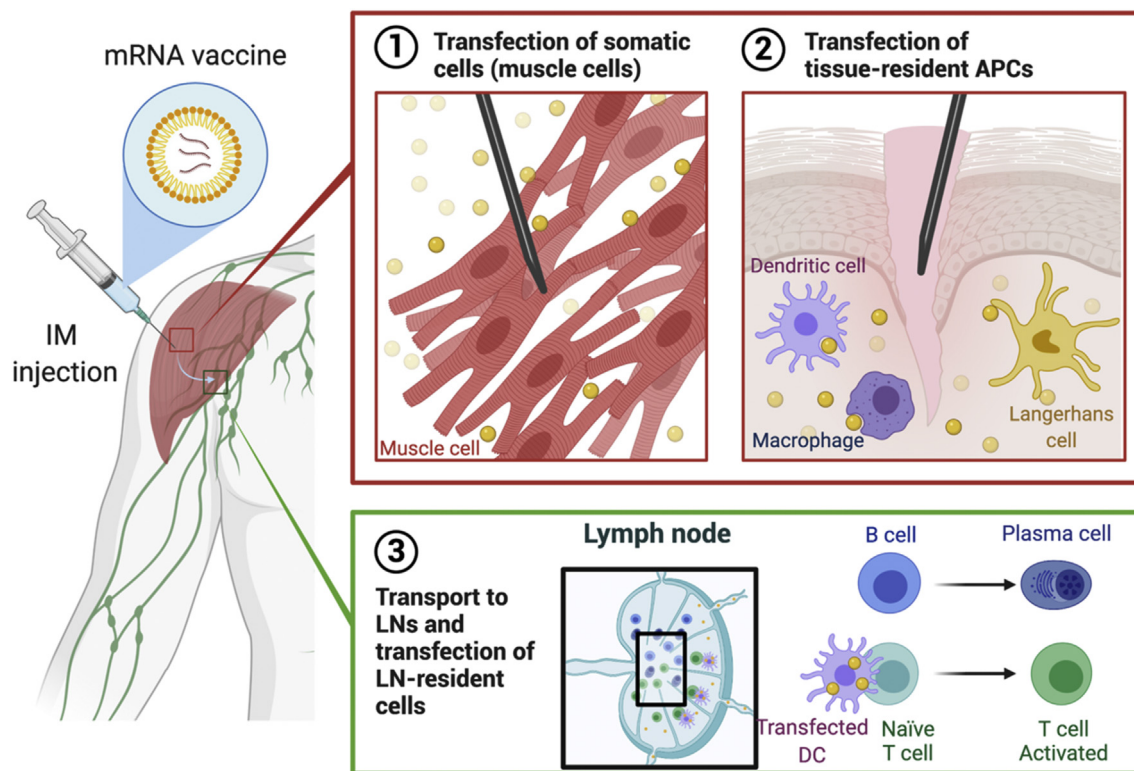 mRNA vaccine
IM
injection
1
Transfection of somatic
cells (muscle cells)
Muscle cell
2
Transfection of
tissue-resident APCs
Dendritic cell
Macrophage
Langerhans
cell
3
Transport to
LNs and
transfection of
LN-resident
cells
Lymph node
B cell
Plasma cell
Transfected
DC
Naïve
T cell
T cell
Activated